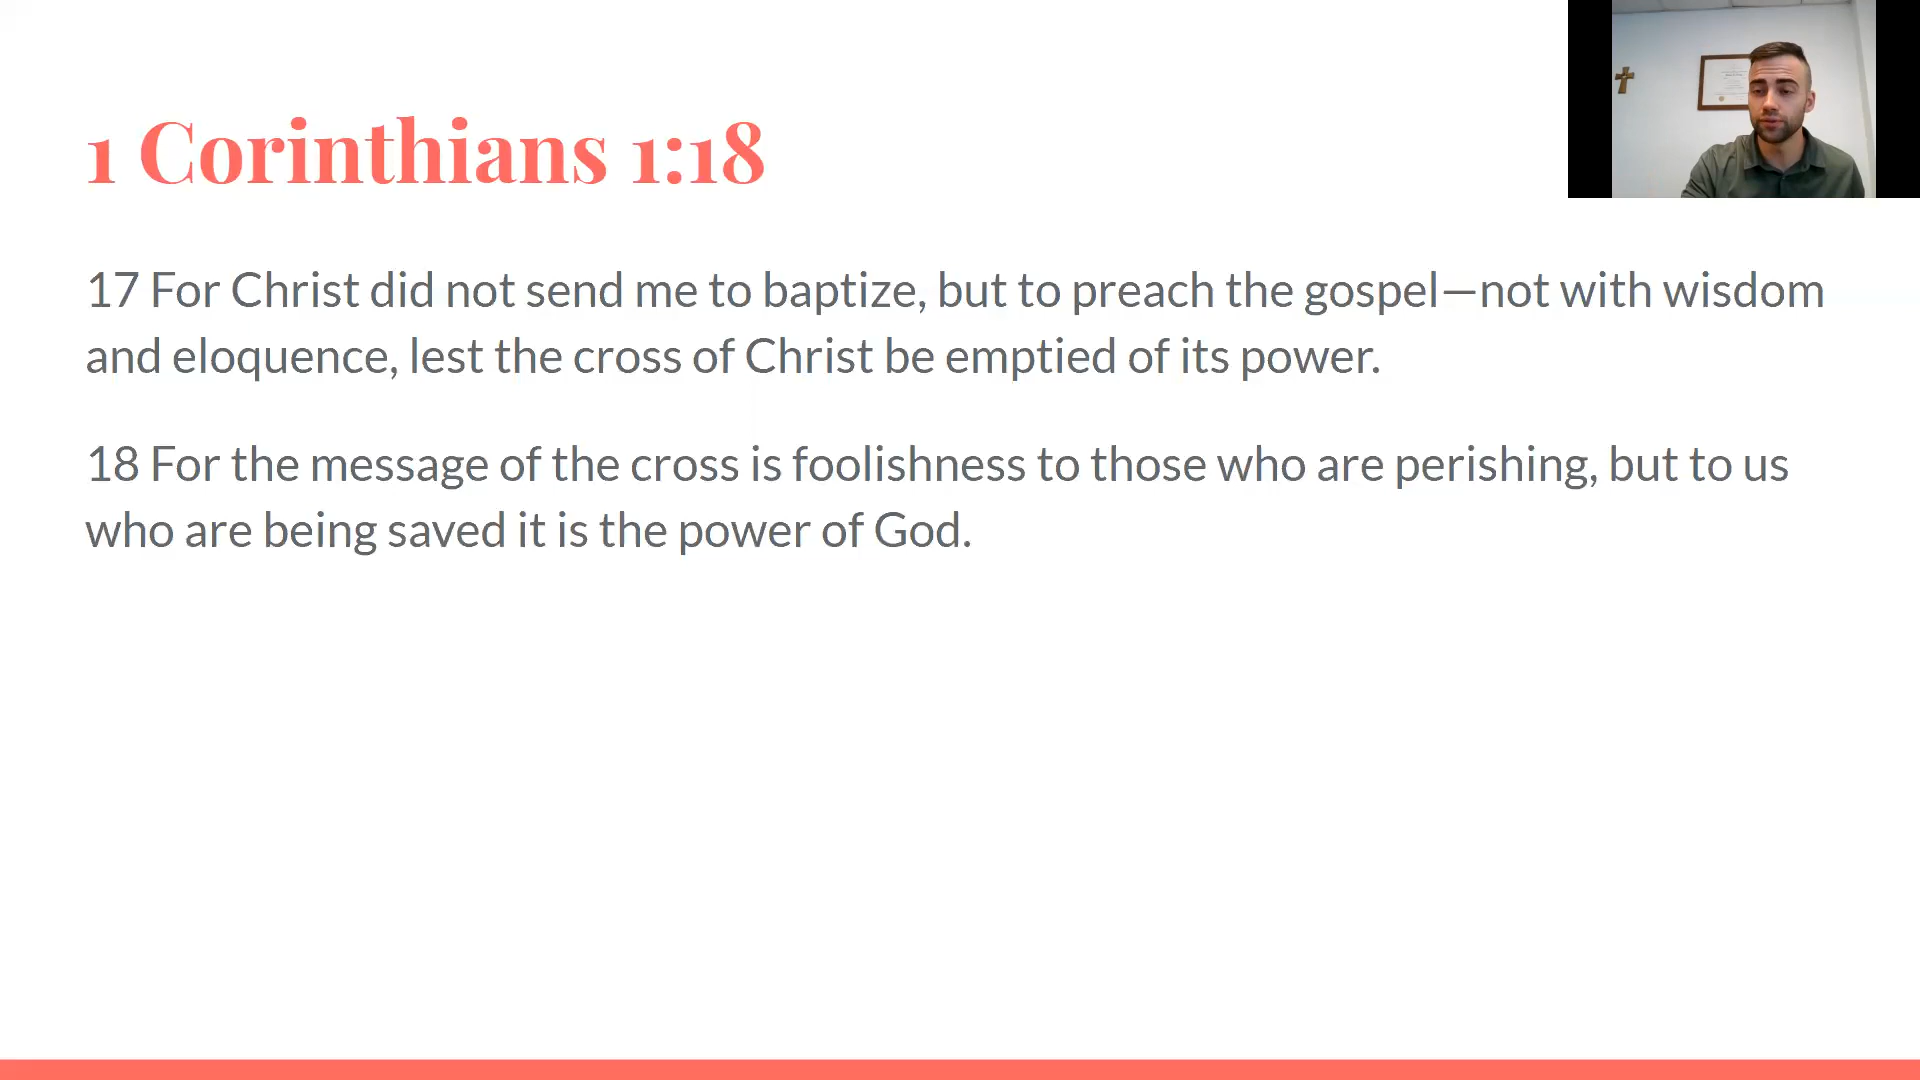 1 Corinthians 1:18
17 For Christ did not send me to baptize, but to preach the gospel—not with wisdom
and eloquence, lest the cross of Christ be emptied of its power.
18 For the message of the cross is foolishness to those who are perishing, but to us
who are being saved it is the power of God.